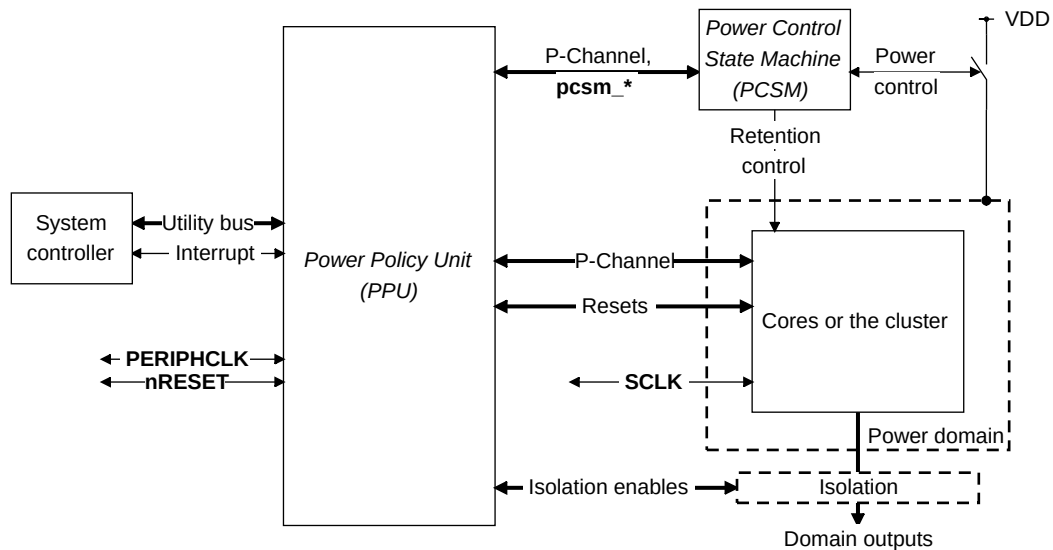 Power Control
State Machine
(PCSM)
VDD
P-Channel,
pcsm_*
Power
control
Retention
control
System
controller
Utility bus
Interrupt
Power Policy Unit
(PPU)
P-Channel
Resets
Cores or the cluster
PERIPHCLK
nRESET
SCLK
Power domain
Isolation enables
Isolation
Domain outputs